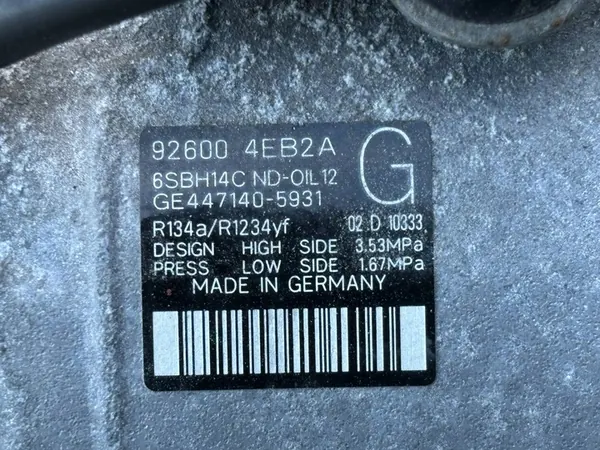 92600 4EB2A
G
6SBH14C ND-OIL12
GE447140-5931
R134a/R1234yf 02 D 10333
DESIGN HIGH SIDE 3.53MPa
PRESS LOW SIDE 1.67MPa
MADE IN GERMANY